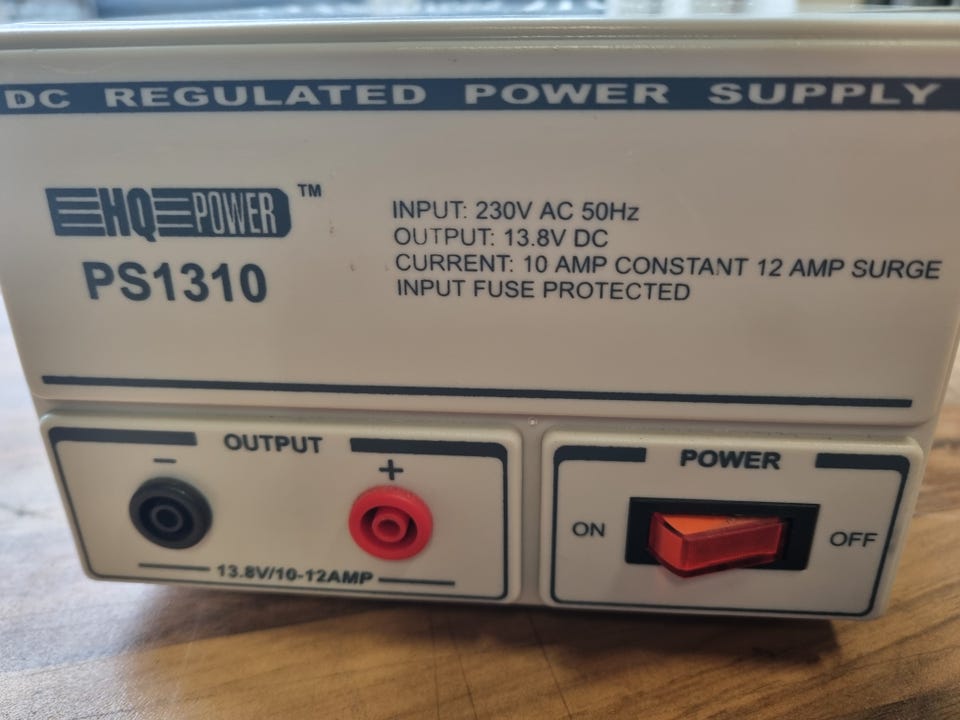 DC REGULATED POWER SUPPLY
HQ POWER ™
PS1310
INPUT: 230V AC 50Hz
OUTPUT: 13.8V DC
CURRENT: 10 AMP CONSTANT 12 AMP SURGE
INPUT FUSE PROTECTED
OUTPUT
- +
13.8V/10-12AMP
POWER
ON OFF